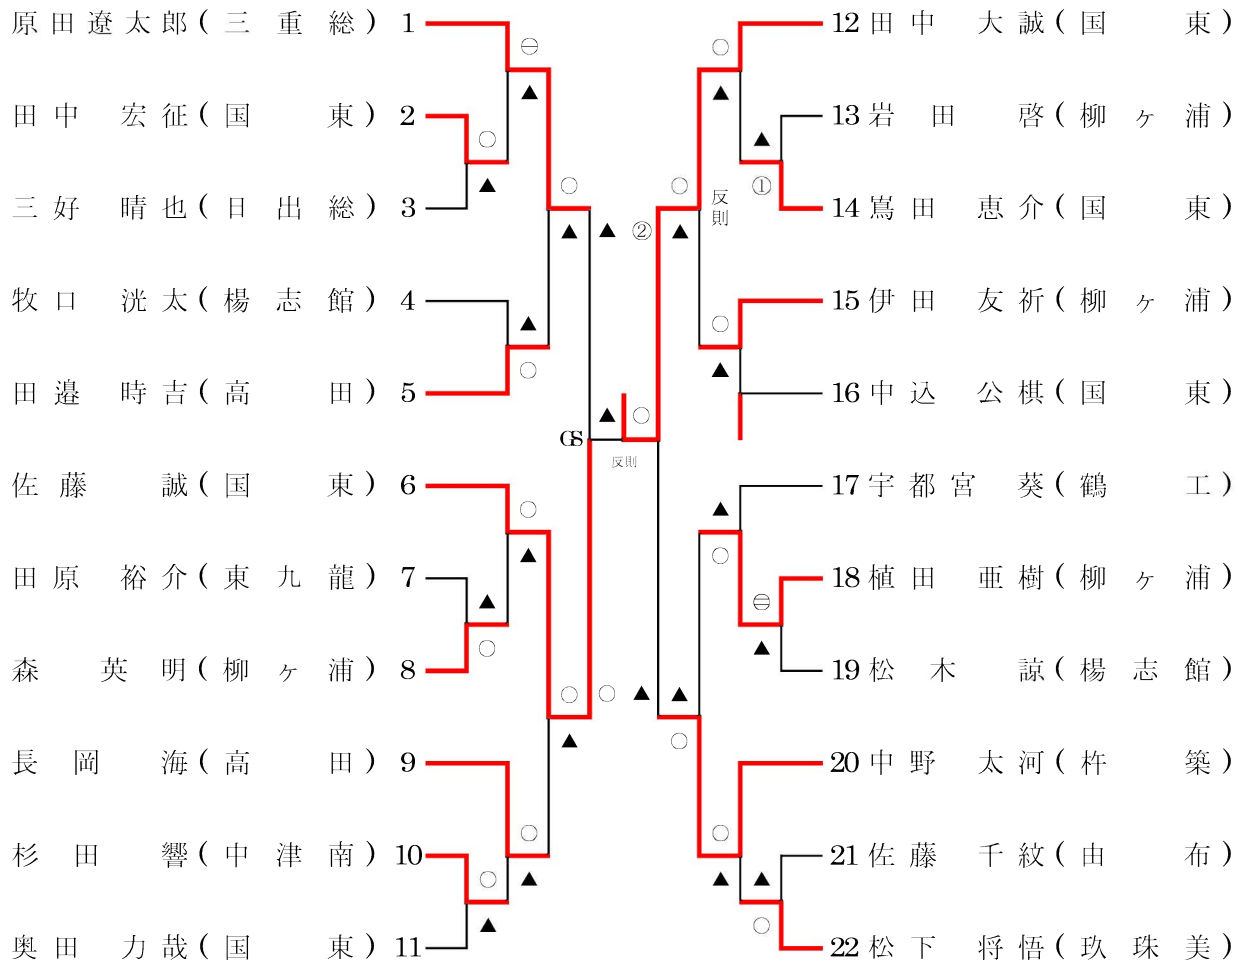 原田遼太郎(三重総) 1
田中 宏征(国東) 2
三好 晴也(日出総) 3
牧口 洸太(楊志館) 4
田邉 時吉(高田) 5
佐藤 誠(国東) 6
田原 裕介(東九龍) 7
森 英明(柳ヶ浦) 8
長岡 海(高田) 9
杉田 響(中津南) 10
奥田 力哉(国東) 11
㊀
▲
○
▲
▲
○
○
▲
▲
○
○
▲
○
▲
○
▲
○
▲
▲
②
▲
○
GS
反則
○
▲
▲
○
▲
反則
○
▲
▲
①
○
▲
▲
○
㊀
▲
▲
○
○
▲
▲
○
12 田中 大誠(国東)
13 岩田 啓(柳ヶ浦)
14 嶌田 恵介(国東)
15 伊田 友祈(柳ヶ浦)
16 中込 公棋(国東)
17 宇都宮 葵(鶴工)
18 植田 亜樹(柳ヶ浦)
19 松木 諒(楊志館)
20 中野 太河(杵築)
21 佐藤 千紋(由布)
22 松下 将悟(玖珠美)